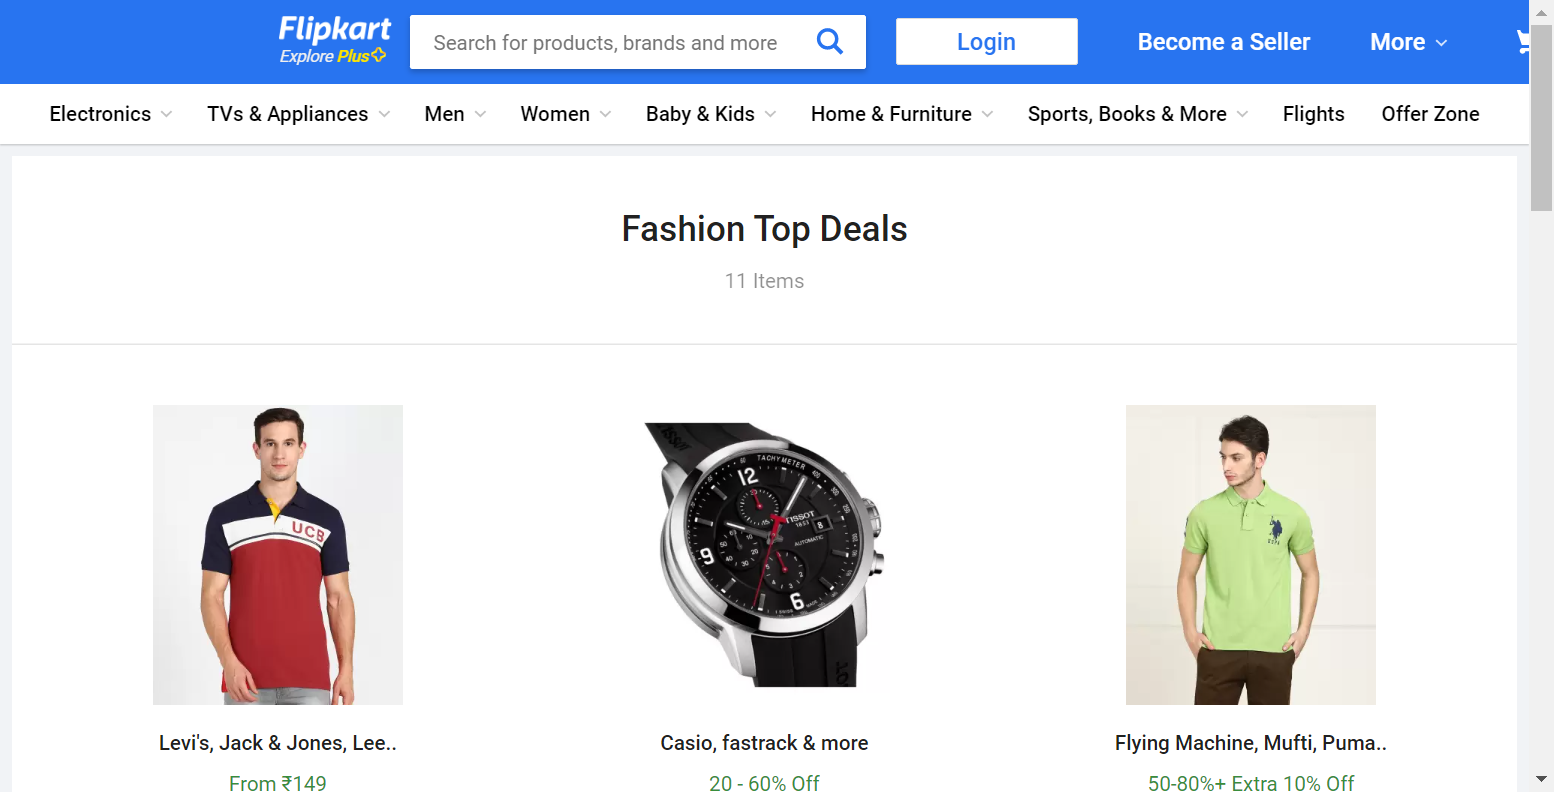 Flipkart
Explore Plus
Search for products, brands and more
Login
Become a Seller
More
Electronics
TVs & Appliances
Men
Women
Baby & Kids
Home & Furniture
Sports, Books & More
Flights
Offer Zone
Fashion Top Deals
11 Items
UCB
TACHYMETER
12
TISSOT
1853
8
AUTOMATIC
9
6
USPA
Levi's, Jack & Jones, Lee..
Casio, fastrack & more
Flying Machine, Mufti, Puma..
From ₹149
20 - 60% Off
50-80%+ Extra 10% Off